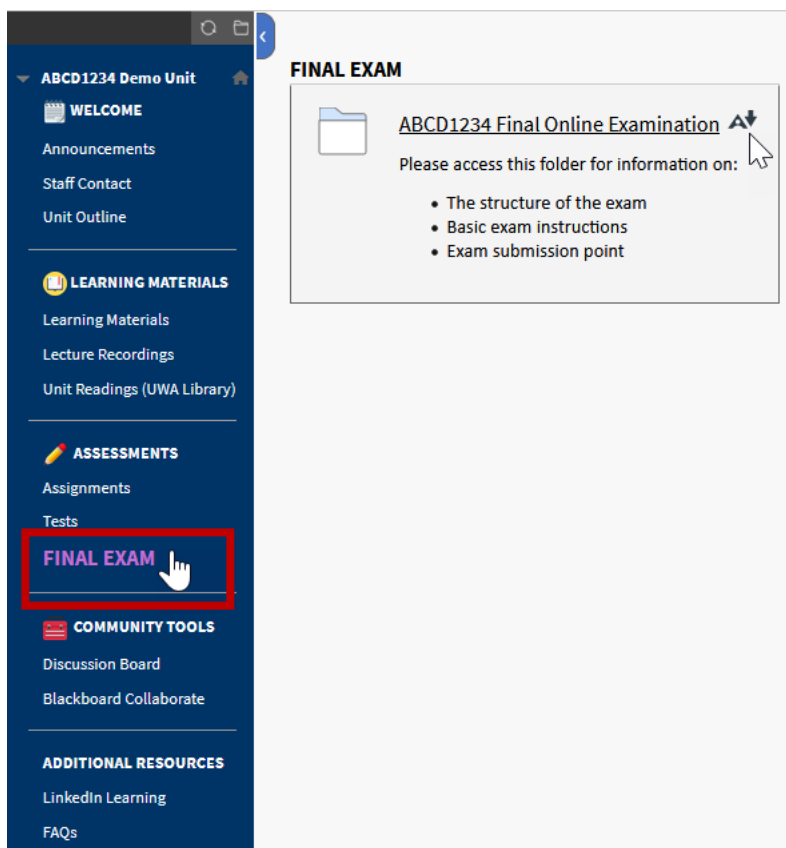 ABCD1234 Demo Unit
WELCOME
Announcements
Staff Contact
Unit Outline
LEARNING MATERIALS
Learning Materials
Lecture Recordings
Unit Readings (UWA Library)
ASSESSMENTS
Assignments
Tests
FINAL EXAM
COMMUNITY TOOLS
Discussion Board
Blackboard Collaborate
ADDITIONAL RESOURCES
LinkedIn Learning
FAQs
FINAL EXAM
ABCD1234 Final Online Examination
Please access this folder for information on:
• The structure of the exam
• Basic exam instructions
• Exam submission point